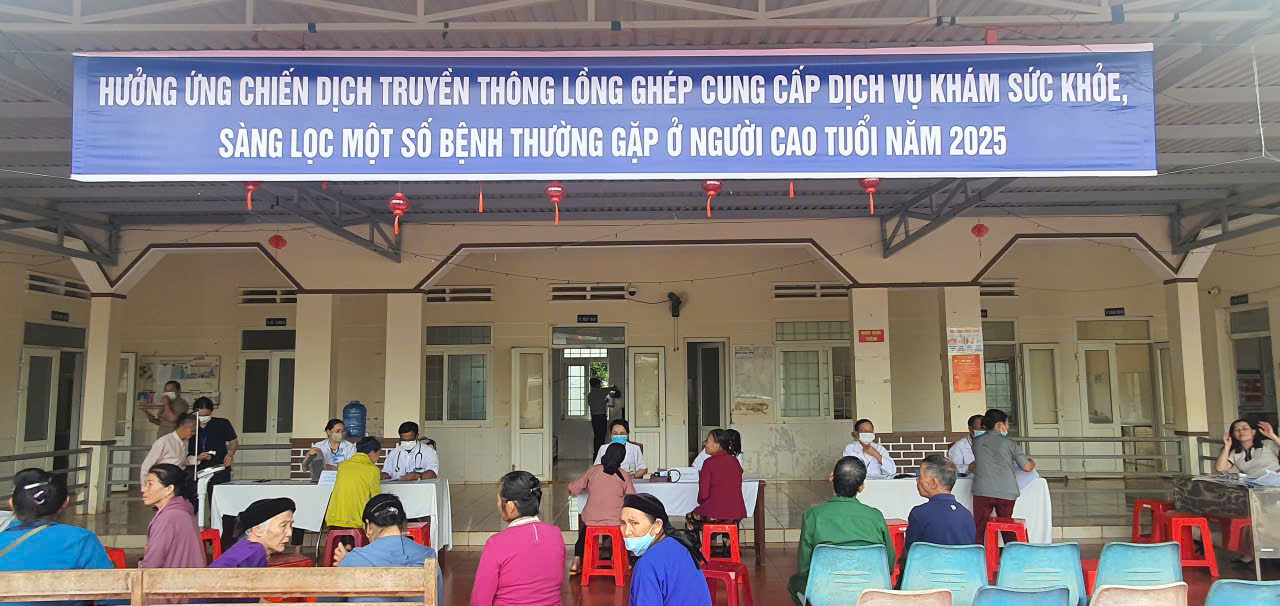 HƯỞNG ỨNG CHIẾN DỊCH TRUYỀN THÔNG LỒNG GHÉP CUNG CẤP DỊCH VỤ KHÁM SỨC KHỎE,
SÀNG LỌC MỘT SỐ BỆNH THƯỜNG GẶP Ở NGƯỜI CAO TUỔI NĂM 2025